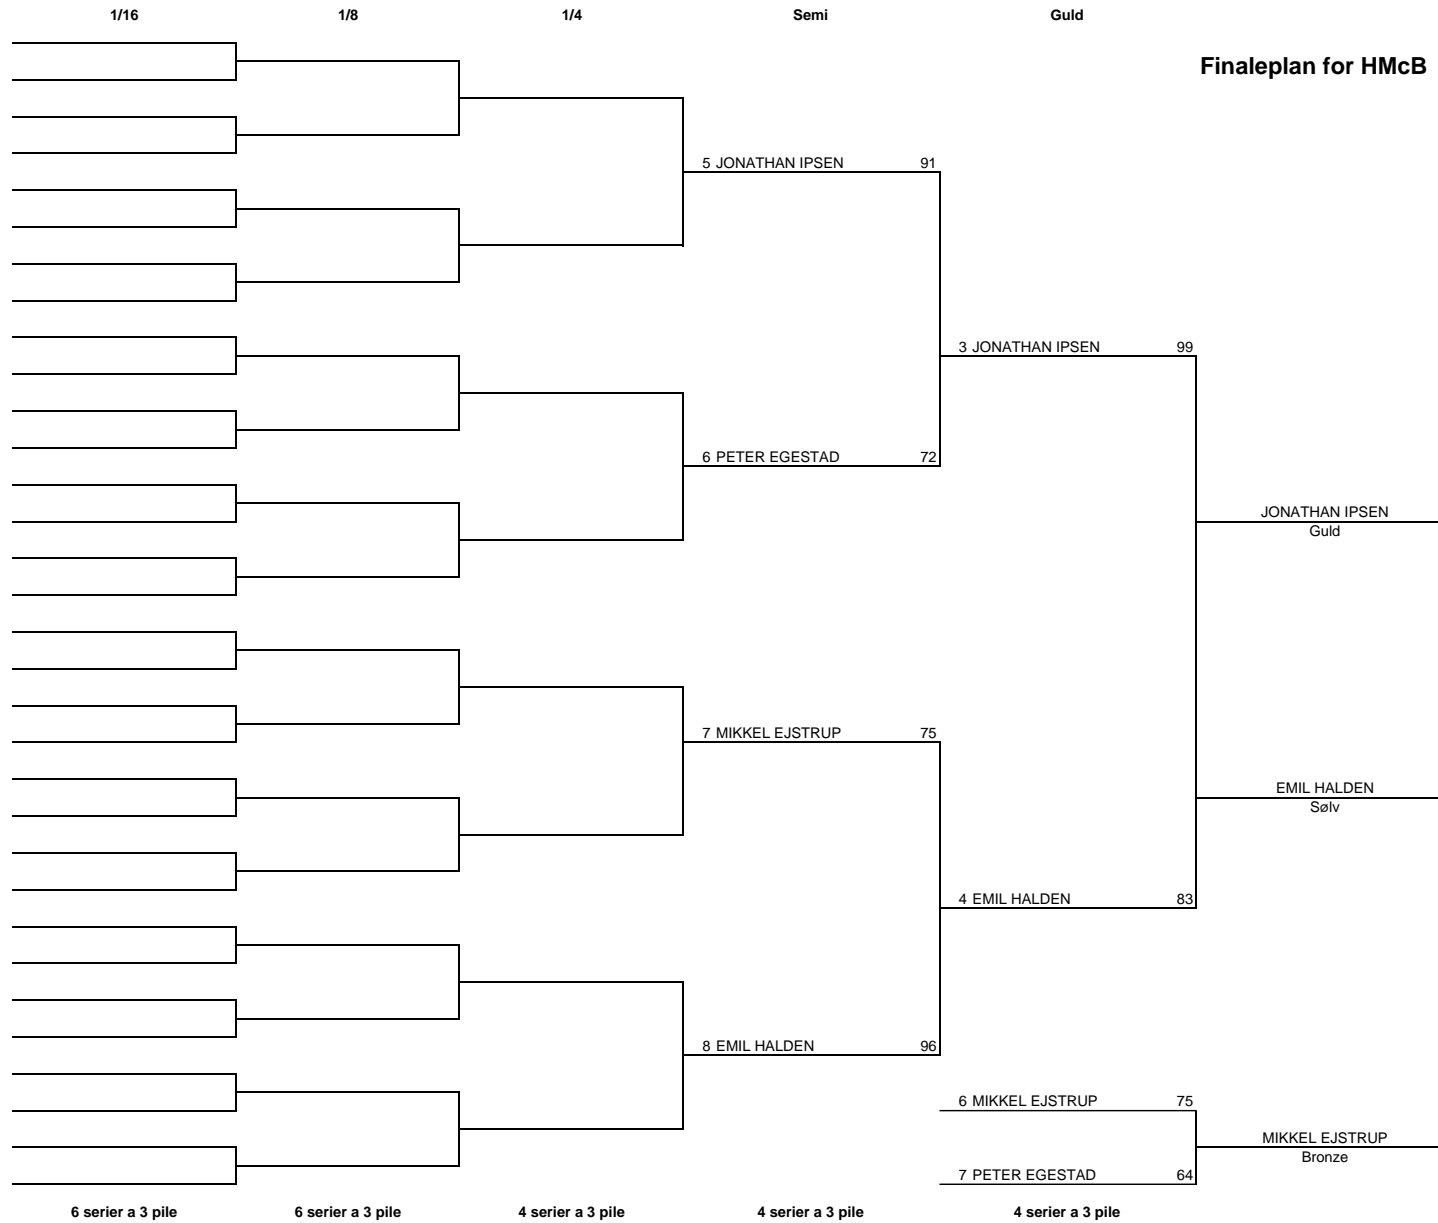 1/16 1/8 1/4 Semi Guld
Finaleplan for HMcB
5 JONATHAN IPSEN 91
3 JONATHAN IPSEN 99
6 PETER EGESTAD 72
JONATHAN IPSEN
Guld
7 MIKKEL EJSTRUP 75
EMIL HALDEN
Sølv
4 EMIL HALDEN 83
8 EMIL HALDEN 96
6 MIKKEL EJSTRUP 75
MIKKEL EJSTRUP
Bronze
7 PETER EGESTAD 64
6 serier a 3 pile 6 serier a 3 pile 4 serier a 3 pile 4 serier a 3 pile 4 serier a 3 pile